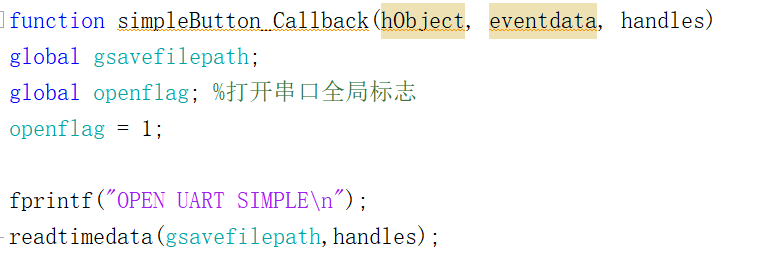 function simpleButton_Callback(hObject, eventdata, handles)
global gsavefilepath;
global openflag; %打开串口全局标志
openflag = 1;
fprintf("OPEN UART SIMPLE\n");
readtimedata(gsavefilepath,handles);